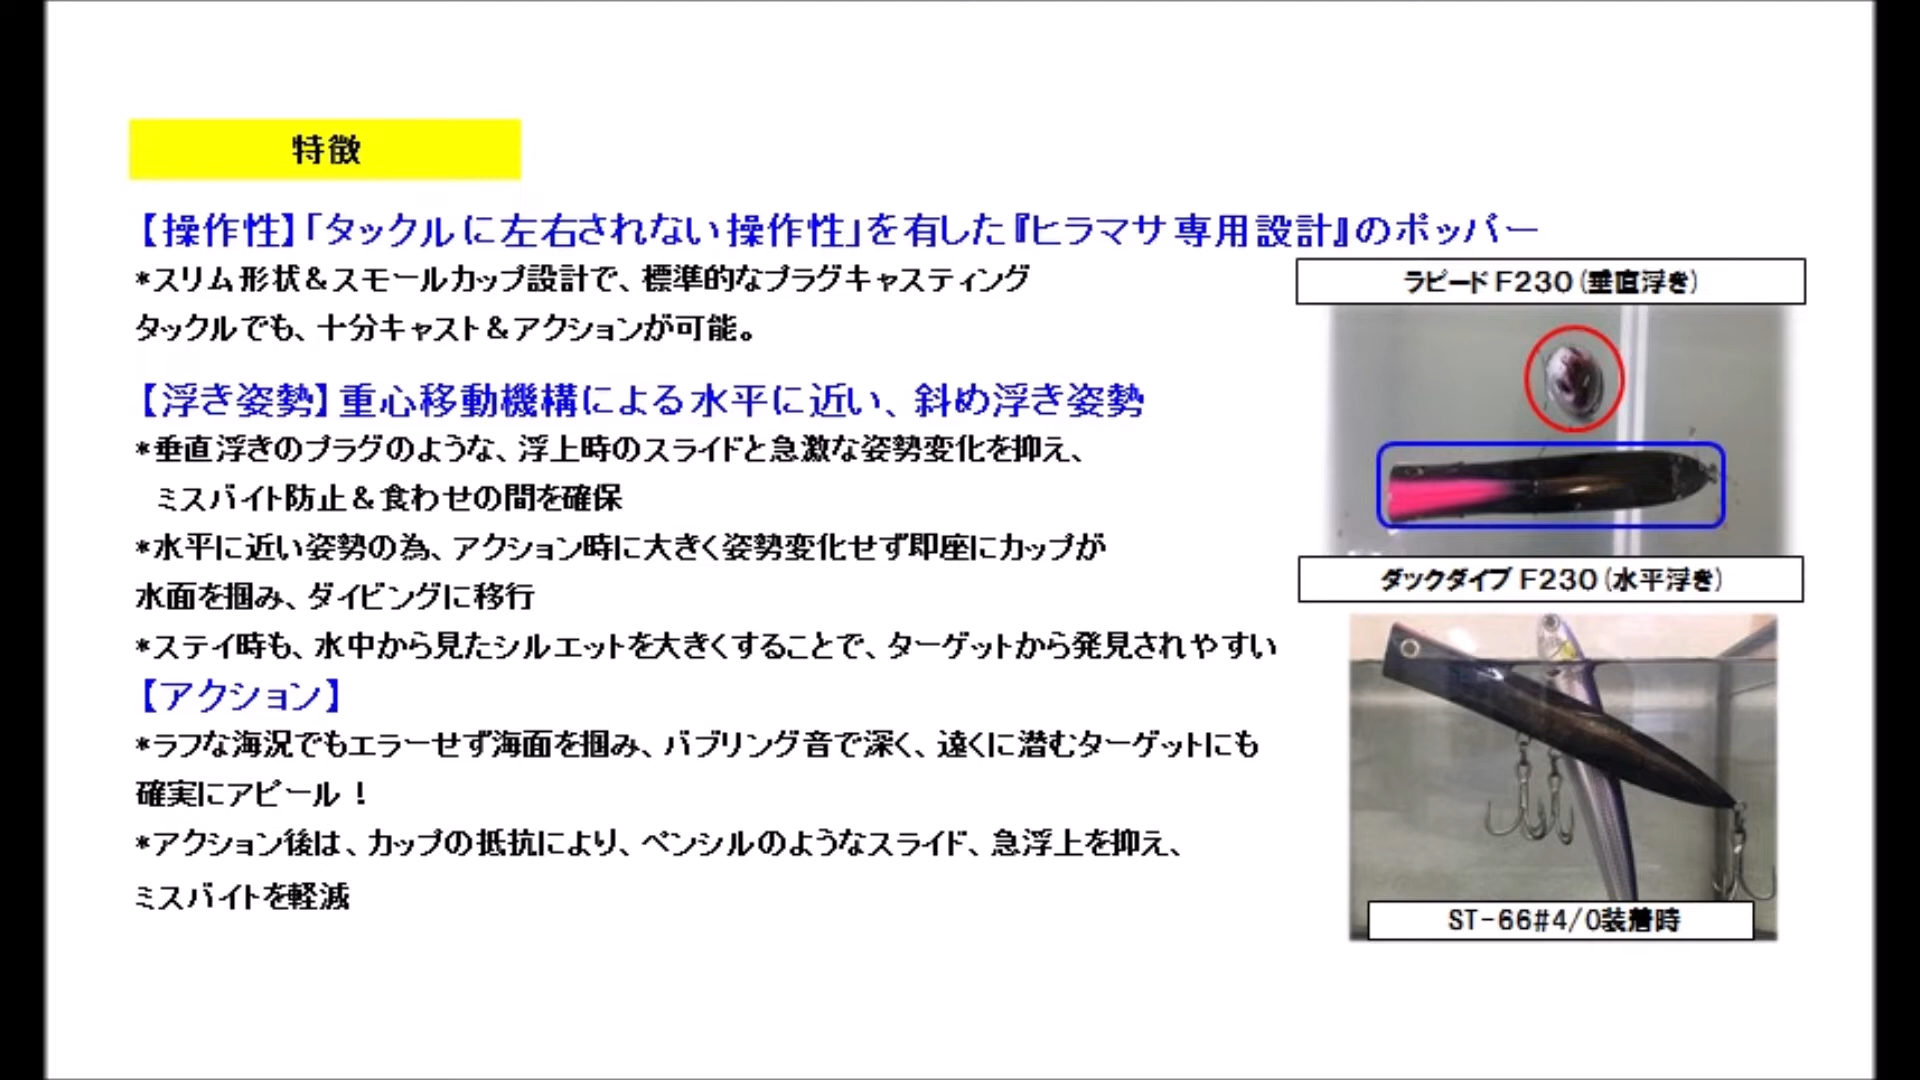 特徴
【操作性】「タックルに左右されない操作性」を有した『ヒラマサ専用設計』のポッパー
*スリム形状＆スモールカップ設計で、標準的なプラグキャスティング
タックルでも、十分キャスト＆アクションが可能。
【浮き姿勢】重心移動機構による水平に近い、斜め浮き姿勢
*垂直浮きのプラグのような、浮上時のスライドと急激な姿勢変化を抑え、
ミスバイト防止＆食わせの間を確保
*水平に近い姿勢の為、アクション時に大きく姿勢変化せず即座にカップが
水面を掴み、ダイビングに移行
*ステイ時も、水中から見たシルエットを大きくすることで、ターゲットから発見されやすい
【アクション】
*ラフな海況でもエラーせず海面を掴み、バブリング音で深く、遠くに潜むターゲットにも
確実にアピール！
*アクション後は、カップの抵抗により、ペンシルのようなスライド、急浮上を抑え、
ミスバイトを軽減
ラピードF230(垂直浮き)
ダックダイブF230(水平浮き)
ST-66#4/0装着時